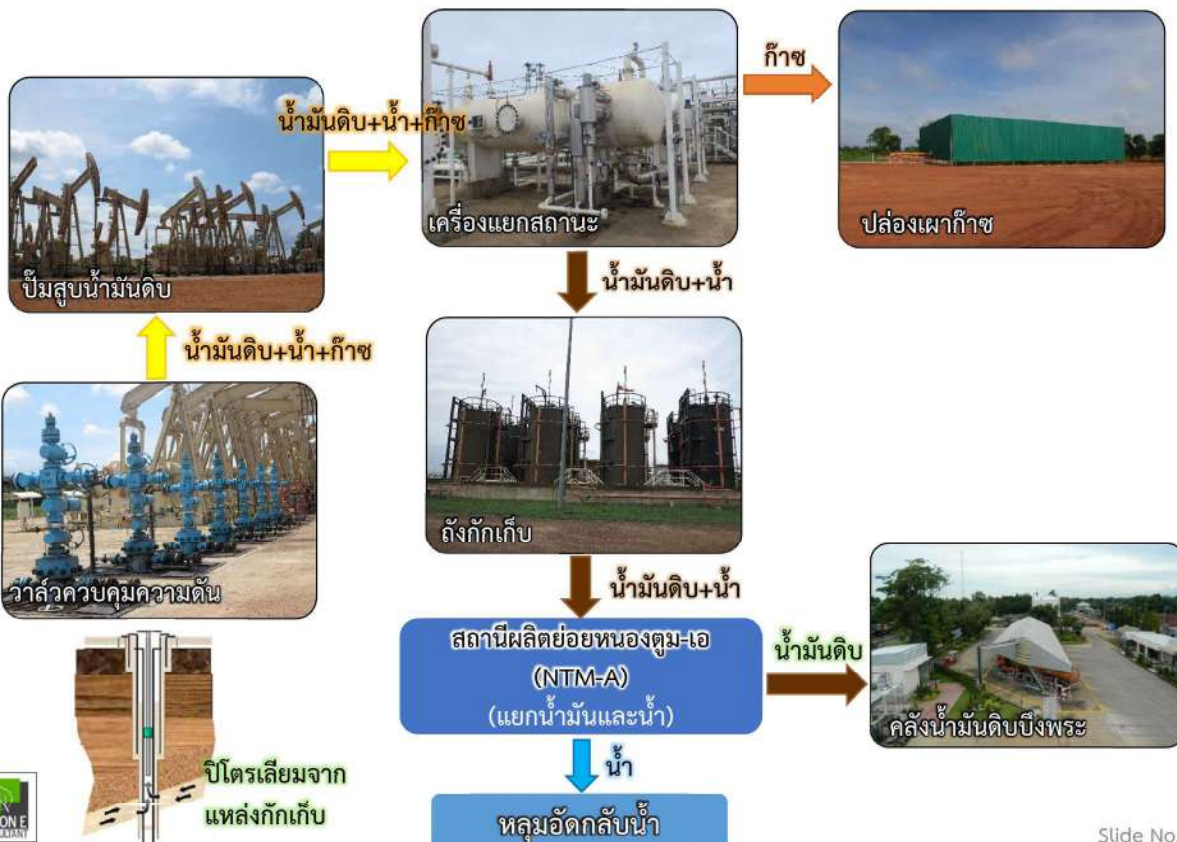 ก๊าซ
น้ำมันดิบ+น้ำ+ก๊าซ
เครื่องแยกสถานะ
ปล่องเผาก๊าซ
ปั๊มสูบน้ำมันดิบ
น้ำมันดิบ+น้ำ
น้ำมันดิบ+น้ำ+ก๊าซ
ถังกักเก็บ
วาล์วควบคุมความดัน
น้ำมันดิบ+น้ำ
สถานีผลิตย่อยหนองตูม-เอ
(NTM-A)
(แยกน้ำมันและน้ำ)
น้ำมันดิบ
คลังน้ำมันดิบบึงพระ
น้ำ
ปิโตรเลียมจาก
แหล่งกักเก็บ
หลุมอัดกลับน้ำ
Slide No.